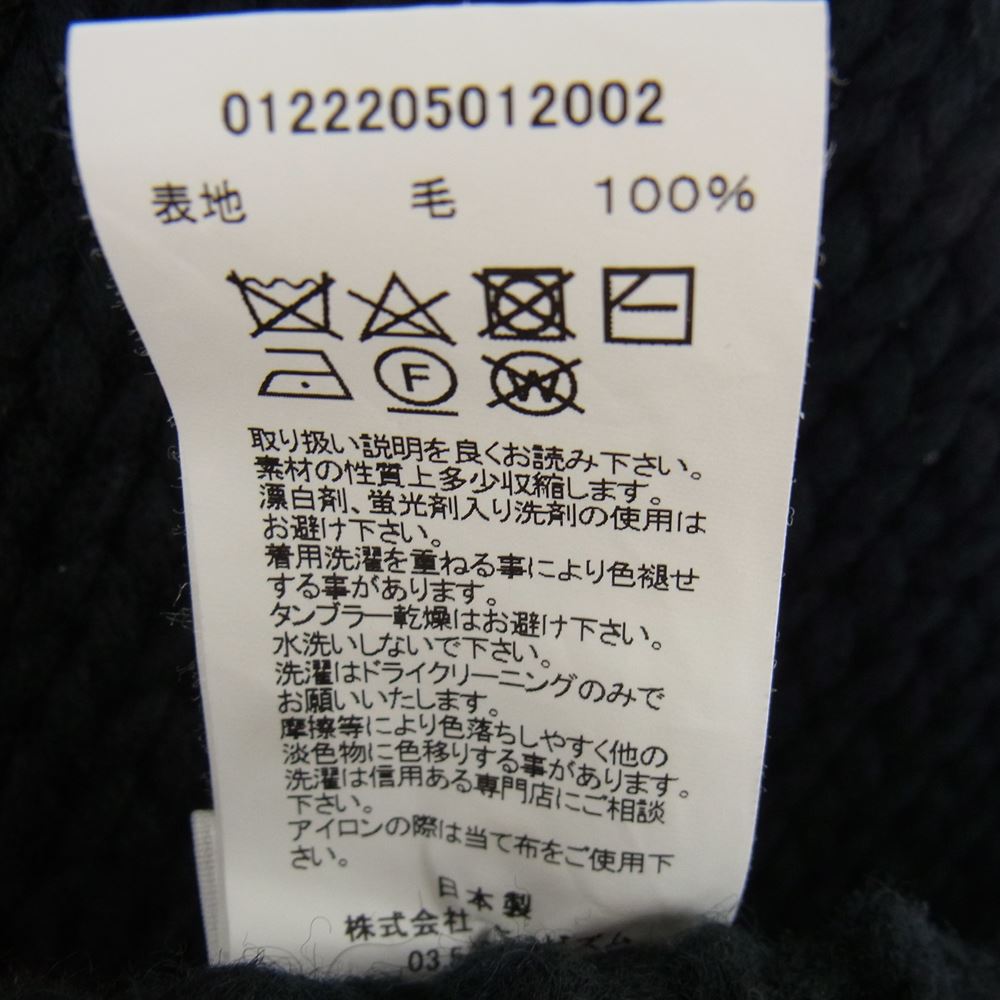 0122205012002
表地 毛 100%
F
W
取り扱い説明を良くお読み下さい。
素材の性質上多少収縮します。
漂白剤、蛍光剤入り洗剤の使用は
お避け下さい。
着用洗濯を重ねる事により色褪せ
する事があります。
タンブラー乾燥はお避け下さい。
水洗いしないで下さい。
洗濯はドライクリーニングのみで
お願いいたします。
摩擦等により色落ちしやすく他の
淡色物に色移りする事があります。
洗濯は信用ある専門店にご相談
下さい。
アイロンの際は当て布をご使用下
さい。
日本製
株式会社
03